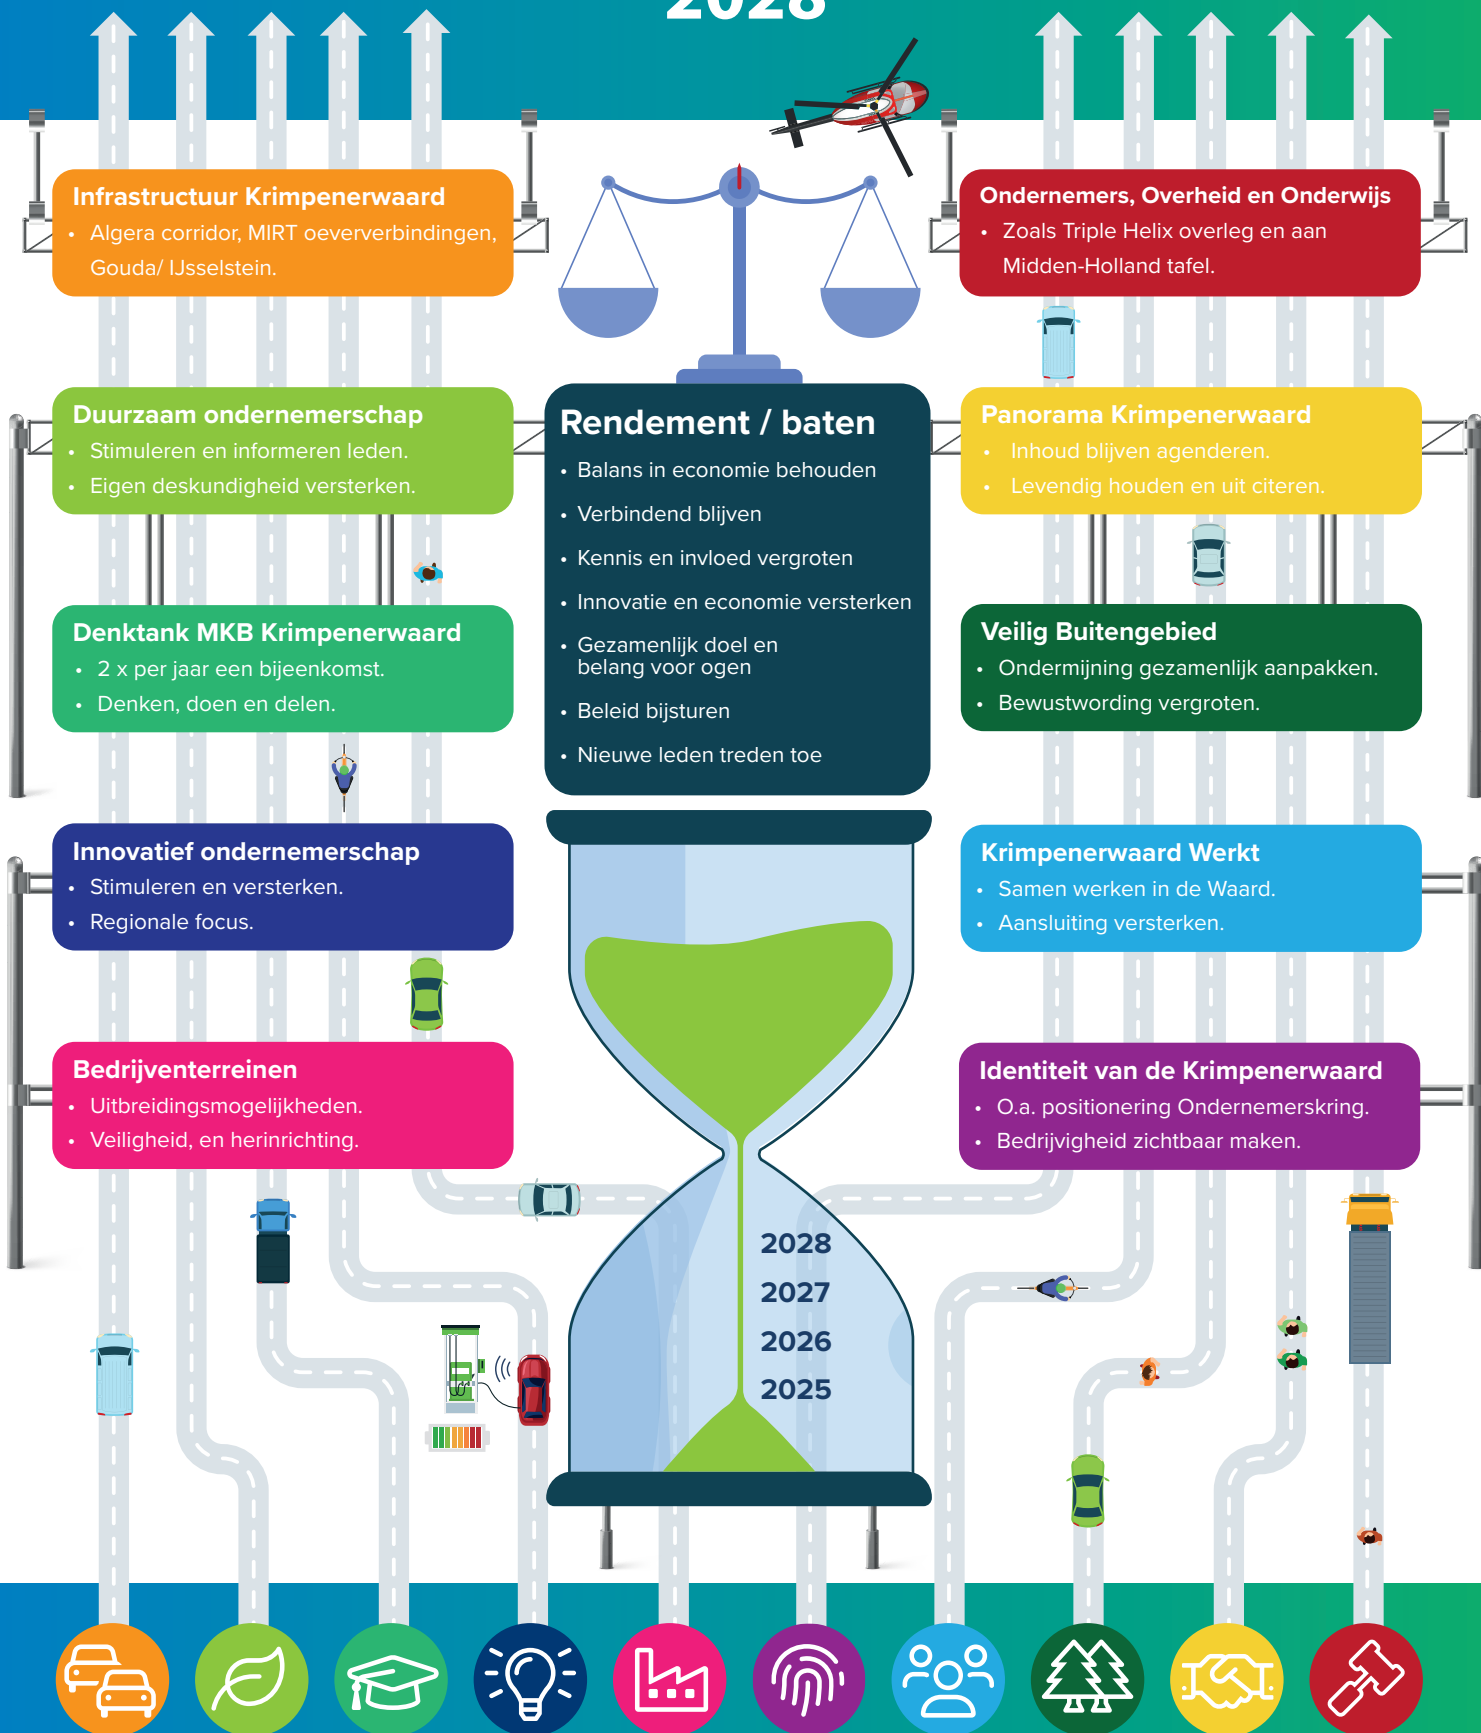 2028
Infrastructuur Krimpenerwaard
• Algera corridor, MIRT oeververbindingen,
Gouda/ IJsselstein.
Duurzaam ondernemerschap
• Stimuleren en informeren leden.
• Eigen deskundigheid versterken.
Denktank MKB Krimpenerwaard
• 2 x per jaar een bijeenkomst.
• Denken, doen en delen.
Innovatief ondernemerschap
• Stimuleren en versterken.
• Regionale focus.
Bedrijventerreinen
• Uitbreidingsmogelijkheden.
• Veiligheid, en herinrichting.
Rendement / baten
• Balans in economie behouden
• Verbindend blijven
• Kennis en invloed vergroten
• Innovatie en economie versterken
• Gezamenlijk doel en
belang voor ogen
• Beleid bijsturen
• Nieuwe leden treden toe
2028
2027
2026
2025
Ondernemers, Overheid en Onderwijs
• Zoals Triple Helix overleg en aan
Midden-Holland tafel.
Panorama Krimpenerwaard
• Inhoud blijven agenderen.
• Levendig houden en uit citeren.
Veilig Buitengebied
• Ondermijning gezamenlijk aanpakken.
• Bewustwording vergroten.
Krimpenerwaard Werkt
• Samen werken in de Waard.
• Aansluiting versterken.
Identiteit van de Krimpenerwaard
• O.a. positionering Ondernemerskring.
• Bedrijvigheid zichtbaar maken.